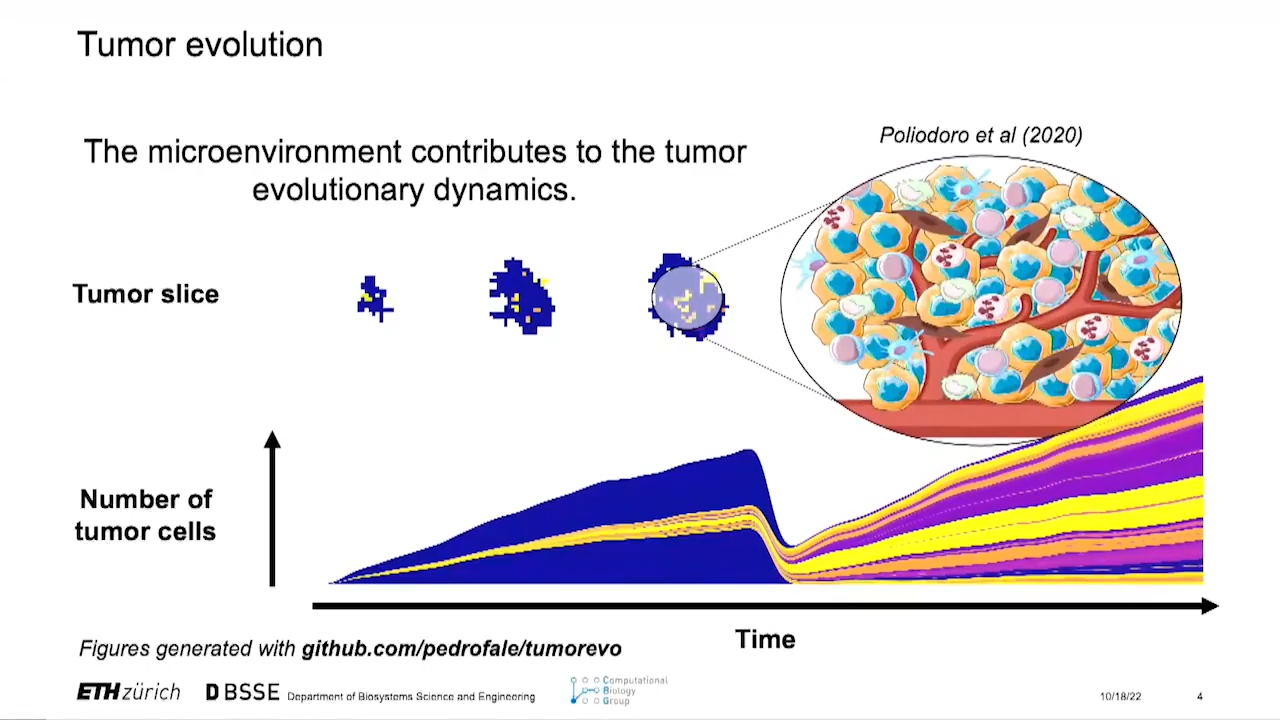 Tumor evolution
The microenvironment contributes to the tumor
evolutionary dynamics.
Poliodoro et al (2020)
Tumor slice
Number of
tumor cells
Time
Figures generated with github.com/pedrofale/tumorevo
ETH zürich
DBSSE Department of Biosystems Science and Engineering
Computational
Biology
Group
10/18/22
4